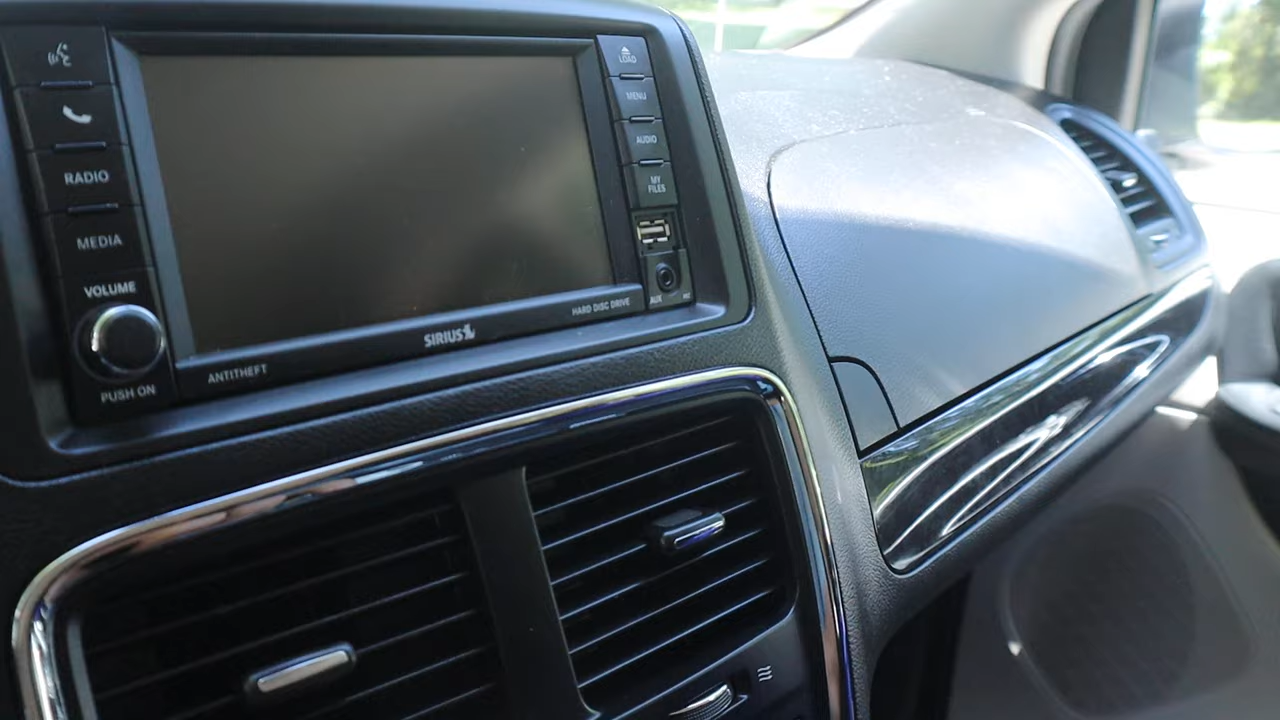 RADIO
MEDIA
VOLUME
PUSH ON
ANTITHEFT
SIRIUS
HARD DISC DRIVE
LOAD
MENU
AUDIO
MY
FILES
AUX